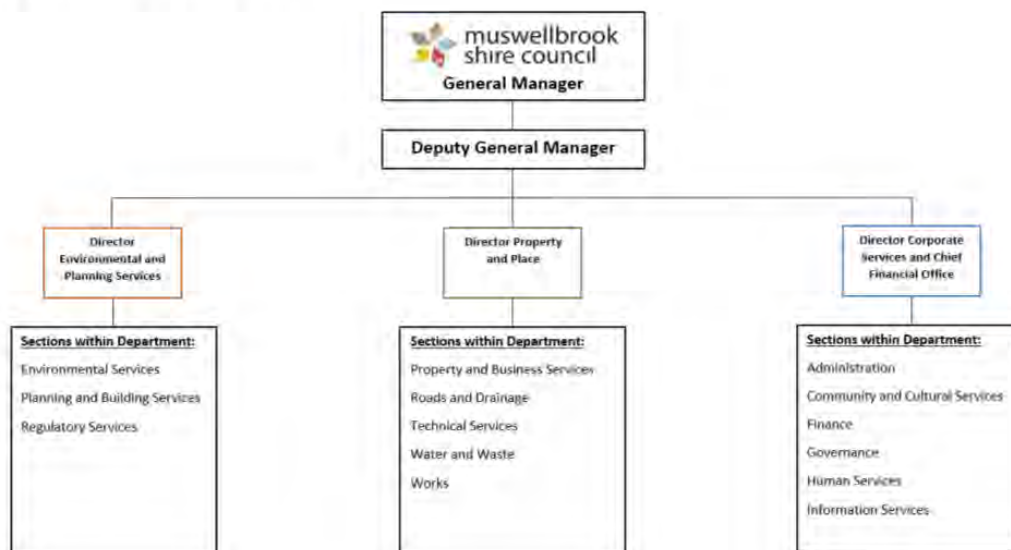 muswellbrook
shire council
General Manager
Deputy General Manager
Director
Environmental and
Planning Services
Director Property
and Place
Director Corporate
Services and Chief
Financial Office
Sections within Department:
Environmental Services
Planning and Building Services
Regulatory Services
Sections within Department:
Property and Business Services
Roads and Drainage
Technical Services
Water and Waste
Works
Sections within Department:
Administration
Community and Cultural Services
Finance
Governance
Human Services
Information Services